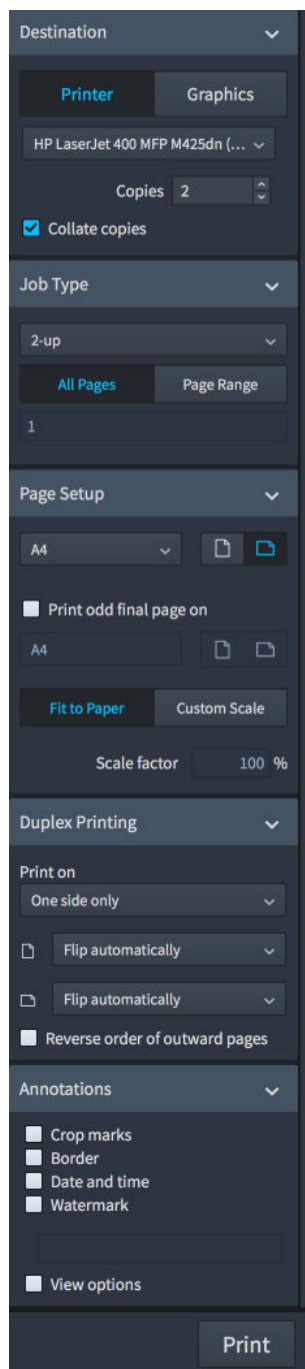 Destination
Printer Graphics
HP LaserJet 400 MFP M425dn (...
Copies 2
Collate copies
Job Type
2-up
All Pages Page Range
1
Page Setup
A4
Print odd final page on
A4
Fit to Paper Custom Scale
Scale factor 100 %
Duplex Printing
Print on
One side only
Flip automatically
Flip automatically
Reverse order of outward pages
Annotations
Crop marks
Border
Date and time
Watermark
View options
Print